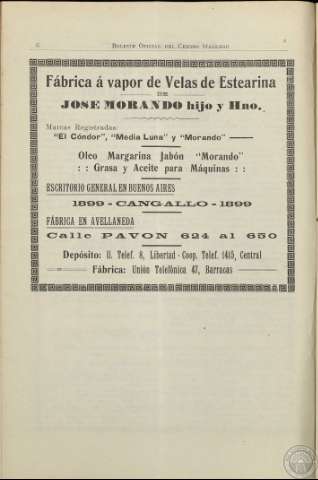 6 Boletín Oficial del Centro Gallego
Fábrica á vapor de Velas de Estearina
DE
JOSE MORANDO hijo y Hno.
Marcas Registradas:
"El Cóndor", "Media Luna" y "Morando"
Oleo Margarina Jabón "Morando"
: : Grasa y Aceite para Máquinas : :
ESCRITORIO GENERAL EN BUENOS AIRES
1899 - CANGALLO - 1899
FÁBRICA EN AVELLANEDA
Calle PAVON 624 al 650
Depósito: U. Telef. 8, Libertad - Coop. Telef. 1415, Central
Fábrica: Unión Telefónica 47, Barracas